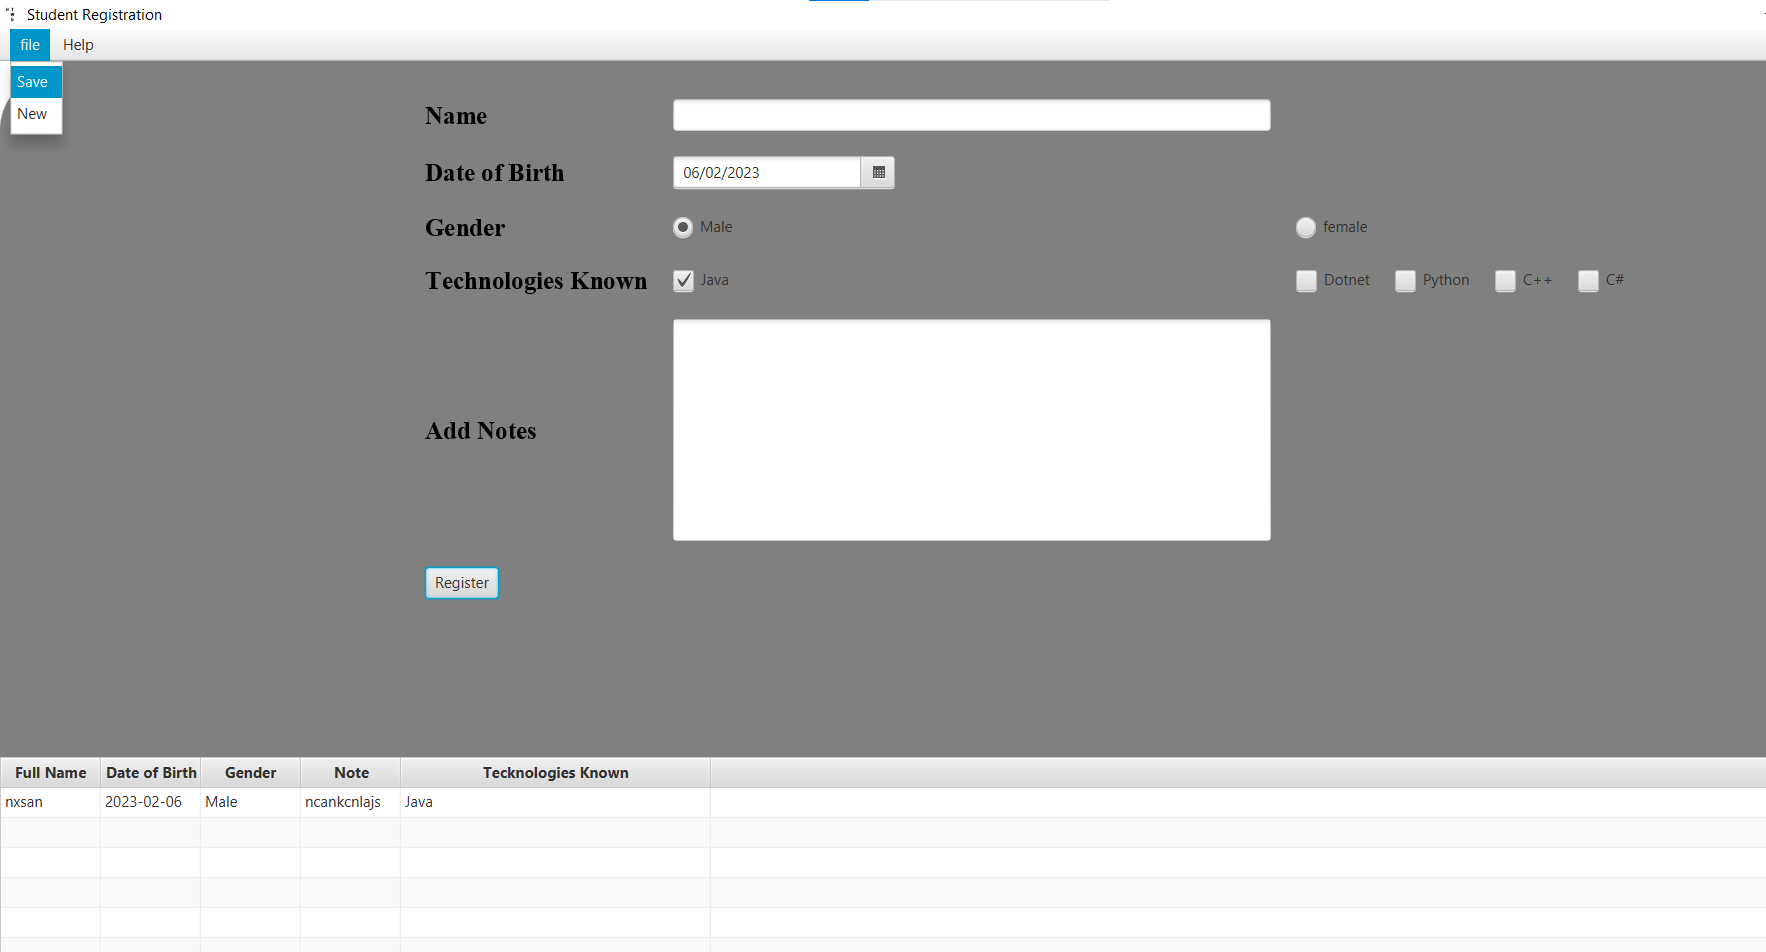 Student Registration
file Help
Save
New
Name
Date of Birth 06/02/2023
Gender Male female
Technologies Known Java Dotnet Python C++ C#
Add Notes
Register
Full Name Date of Birth Gender Note Tecknologies Known
nxsan 2023-02-06 Male ncankcnlajs Java